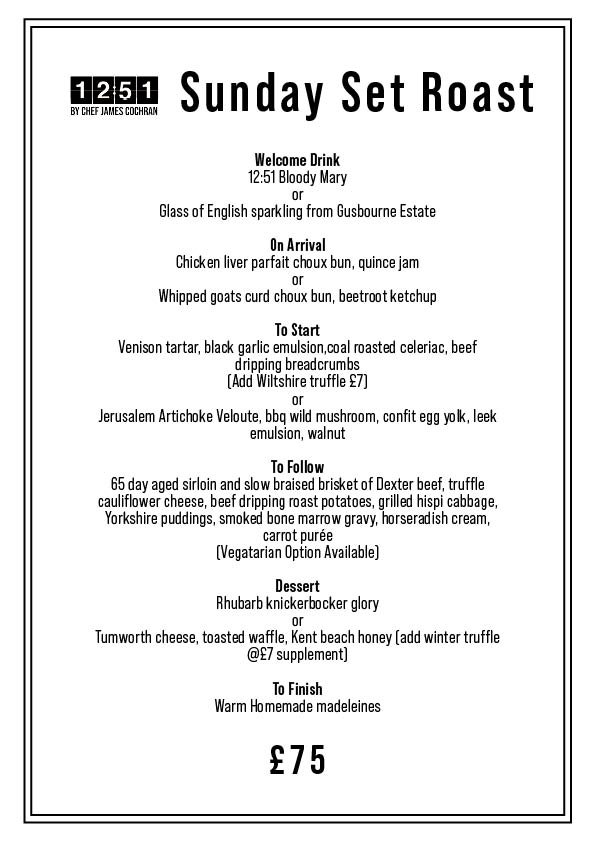 12:51
BY CHEF JAMES COCHRAN
Sunday Set Roast
Welcome Drink
12:51 Bloody Mary
or
Glass of English sparkling from Gusbourne Estate
On Arrival
Chicken liver parfait choux bun, quince jam
or
Whipped goats curd choux bun, beetroot ketchup
To Start
Venison tartar, black garlic emulsion,coal roasted celeriac, beef
dripping breadcrumbs
(Add Wiltshire truffle £7)
or
Jerusalem Artichoke Veloute, bbq wild mushroom, confit egg yolk, leek
emulsion, walnut
To Follow
65 day aged sirloin and slow braised brisket of Dexter beef, truffle
cauliflower cheese, beef dripping roast potatoes, grilled hispi cabbage,
Yorkshire puddings, smoked bone marrow gravy, horseradish cream,
carrot purée
(Vegatarian Option Available)
Dessert
Rhubarb knickerbocker glory
or
Tumworth cheese, toasted waffle, Kent beach honey (add winter truffle
@£7 supplement)
To Finish
Warm Homemade madeleines
£75